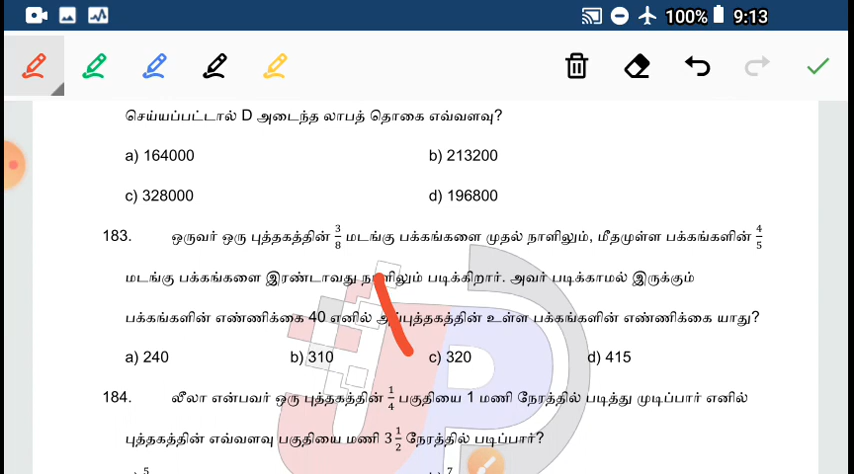 100% 9:13
செய்யப்பட்டால் D அடைந்த லாபத் தொகை எவ்வளவு?
a) 164000 b) 213200
c) 328000 d) 196800
183. ஒருவர் ஒரு புத்தகத்தின் 3/8 மடங்கு பக்கங்களை முதல் நாளிலும், மீதமுள்ள பக்கங்களின் 4/5
மடங்கு பக்கங்களை இரண்டாவது நாளிலும் படிக்கிறார். அவர் படிக்காமல் இருக்கும்
பக்கங்களின் எண்ணிக்கை 40 எனில் அப்புத்தகத்தின் உள்ள பக்கங்களின் எண்ணிக்கை யாது?
a) 240 b) 310 c) 320 d) 415
184. லீலா என்பவர் ஒரு புத்தகத்தின் 1/4 பகுதியை 1 மணி நேரத்தில் படித்து முடிப்பார் எனில்
புத்தகத்தின் எவ்வளவு பகுதியை மணி 3 1/2 நேரத்தில் படிப்பார்?